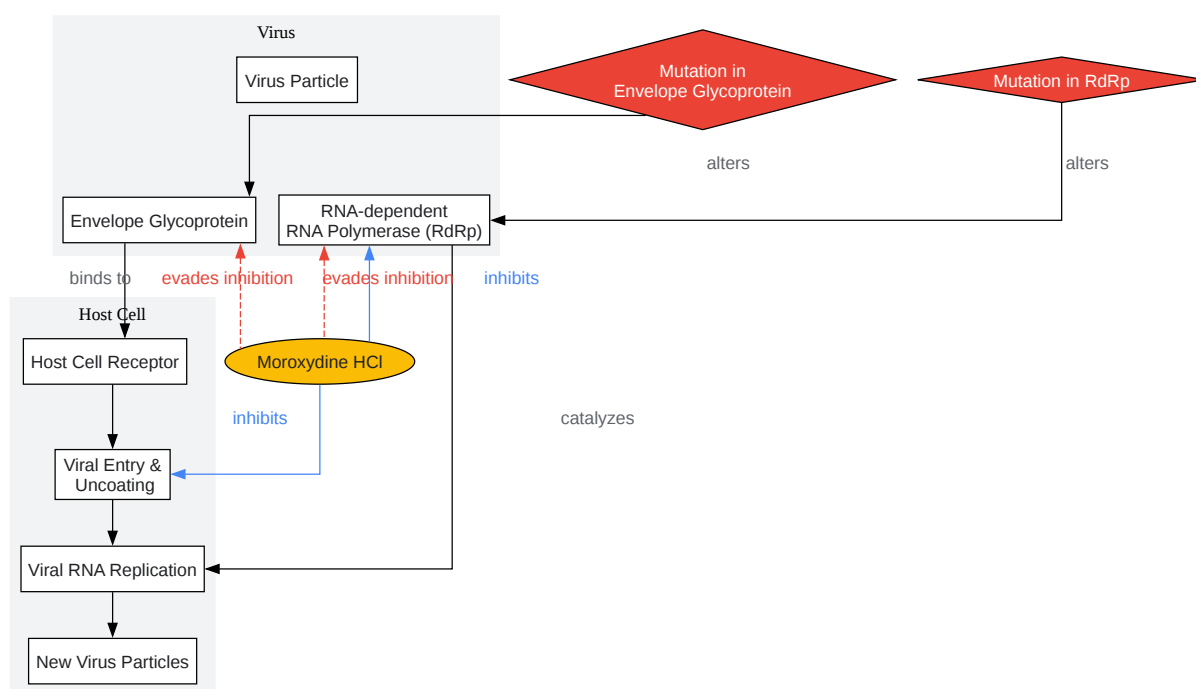 Virus
Virus Particle
Mutation in
Envelope Glycoprotein
Mutation in RdRp
alters
alters
Envelope Glycoprotein
RNA-dependent
RNA Polymerase (RdRp)
binds to
evades inhibition
evades inhibition
inhibits
Host Cell
Host Cell Receptor
Moroxydine HCl
inhibits
catalyzes
Viral Entry &
Uncoating
Viral RNA Replication
New Virus Particles